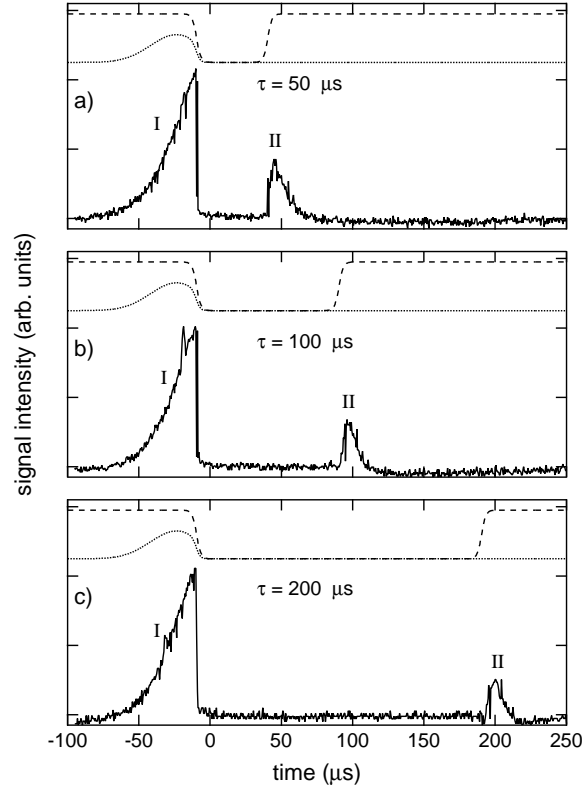 signal intensity (arb. units)
a)
I
τ = 50 μs
II
b)
I
τ = 100 μs
II
c)
I
τ = 200 μs
II
-100 -50 0 50 100 150 200 250
time (μs)